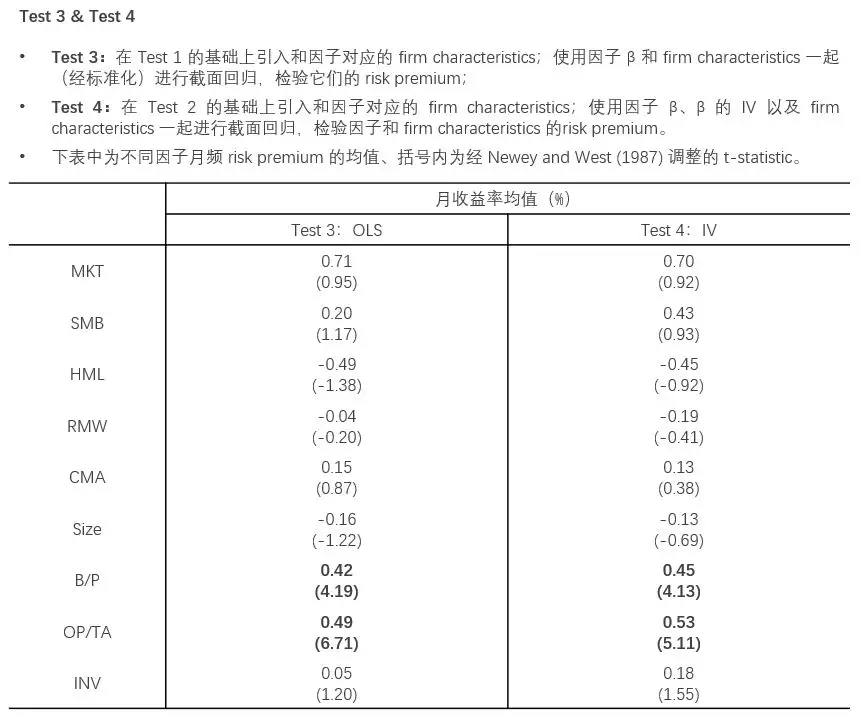 Test 3 & Test 4
• Test 3：在 Test 1 的基础上引入和因子对应的 firm characteristics；使用因子 β 和 firm characteristics 一起
（经标准化）进行截面回归，检验它们的 risk premium；
• Test 4：在 Test 2 的基础上引入和因子对应的 firm characteristics；使用因子 β、β 的 IV 以及 firm
characteristics 一起进行截面回归，检验因子和 firm characteristics 的risk premium。
• 下表中为不同因子月频 risk premium 的均值、括号内为经 Newey and West (1987) 调整的 t-statistic。
月收益率均值（%）
Test 3：OLS Test 4：IV
MKT 0.71 0.70
(0.95) (0.92)
SMB 0.20 0.43
(1.17) (0.93)
HML -0.49 -0.45
(-1.38) (-0.92)
RMW -0.04 -0.19
(-0.20) (-0.41)
CMA 0.15 0.13
(0.87) (0.38)
Size -0.16 -0.13
(-1.22) (-0.69)
B/P 0.42 0.45
(4.19) (4.13)
OP/TA 0.49 0.53
(6.71) (5.11)
INV 0.05 0.18
(1.20) (1.55)